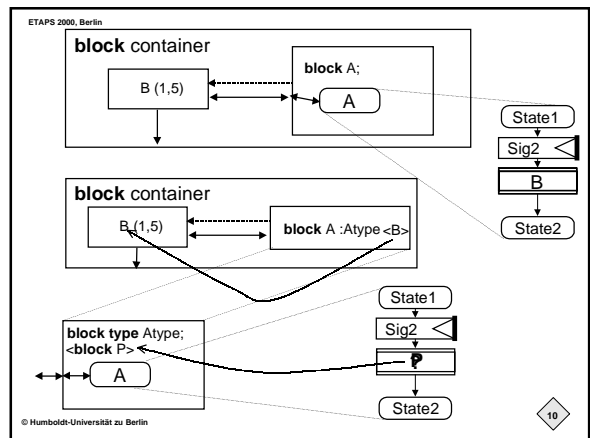 ETAPS 2000, Berlin
block container
B (1,5)
block A;
A
State1
Sig2
B
State2
block container
B (1,5)
block A :Atype <B>
block type Atype;
<block P>
A
State1
Sig2
P
State2
© Humboldt-Universität zu Berlin
10